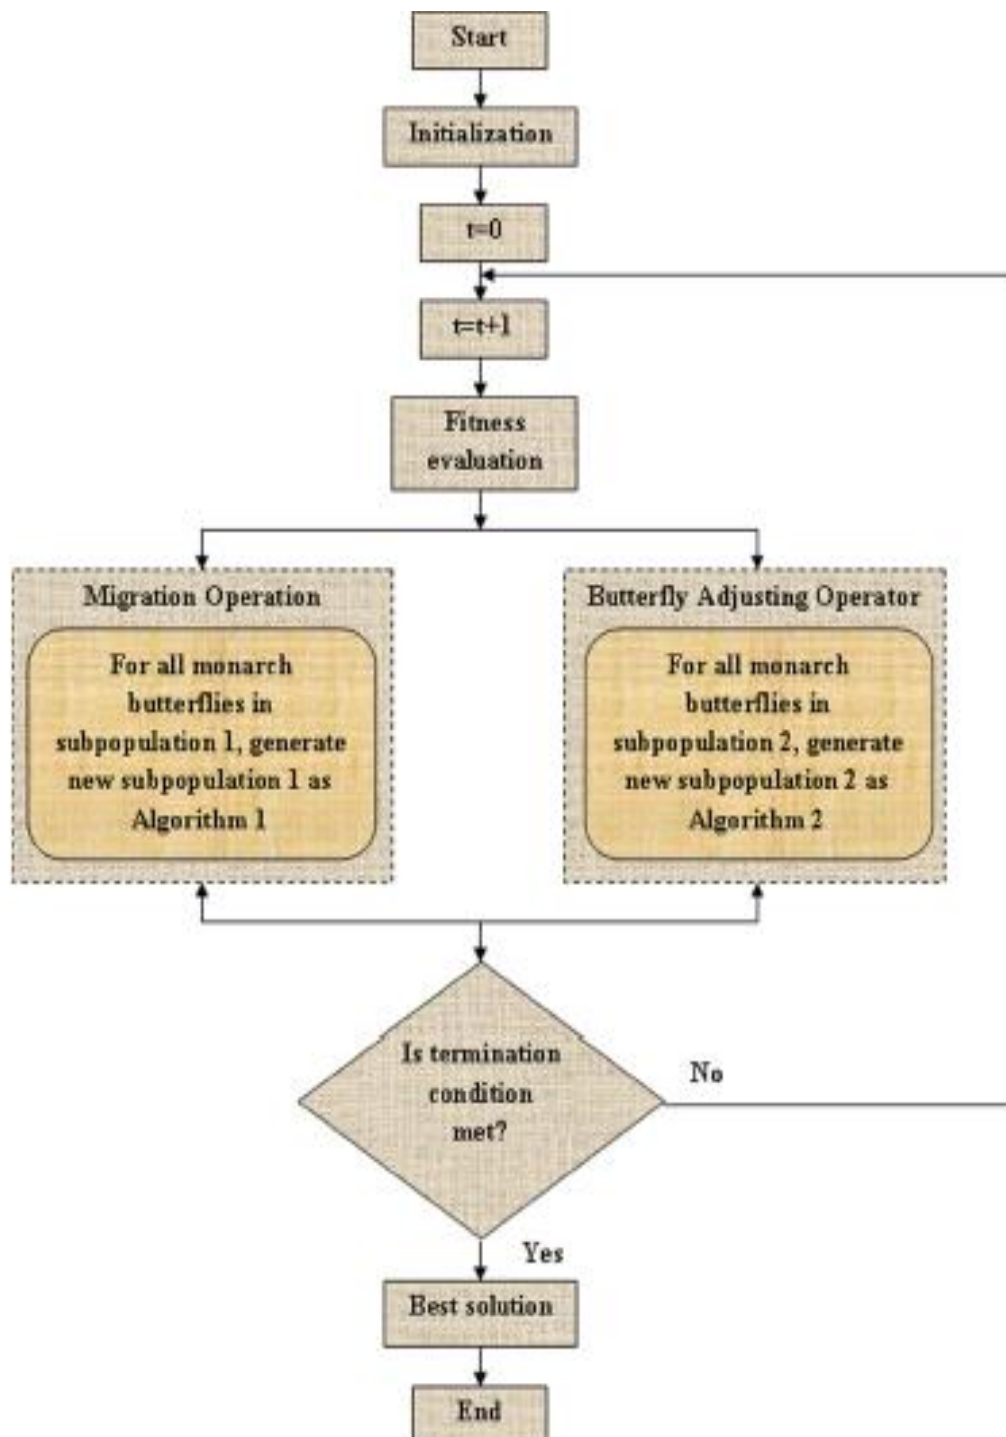 Start
Initialization
t=0
t=t+1
Fitness
evaluation
Migration Operation
For all monarch
butterflies in
subpopulation 1, generate
new subpopulation 1 as
Algorithm 1
Butterfly Adjusting Operator
For all monarch
butterflies in
subpopulation 2, generate
new subpopulation 2 as
Algorithm 2
Is termination
condition
met?
No
Yes
Best solution
End